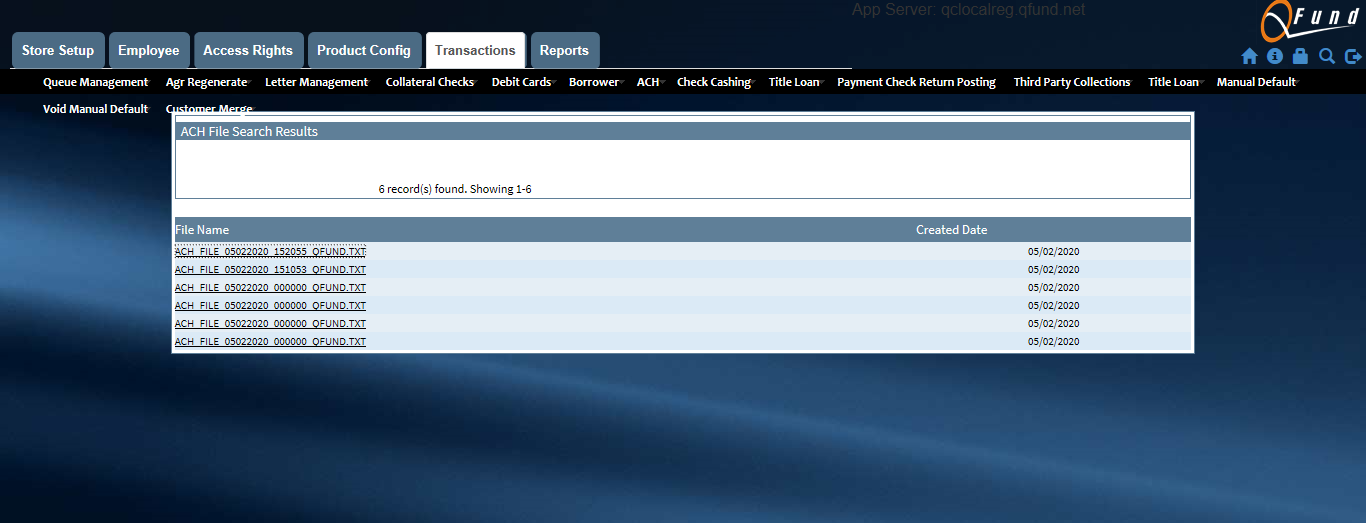 App Server: qclocalreg.qfund.net
QFund
Store Setup Employee Access Rights Product Config Transactions Reports
Queue Management Agr Regenerate Letter Management Collateral Checks Debit Cards Borrower ACH Check Cashing Title Loan Payment Check Return Posting Third Party Collections Title Loan Manual Default
Void Manual Default Customer Merge
ACH File Search Results
6 record(s) found. Showing 1-6
File Name Created Date
ACH_FILE_05022020_152055_QFUND.TXT 05/02/2020
ACH_FILE_05022020_151053_QFUND.TXT 05/02/2020
ACH_FILE_05022020_000000_QFUND.TXT 05/02/2020
ACH_FILE_05022020_000000_QFUND.TXT 05/02/2020
ACH_FILE_05022020_000000_QFUND.TXT 05/02/2020
ACH_FILE_05022020_000000_QFUND.TXT 05/02/2020